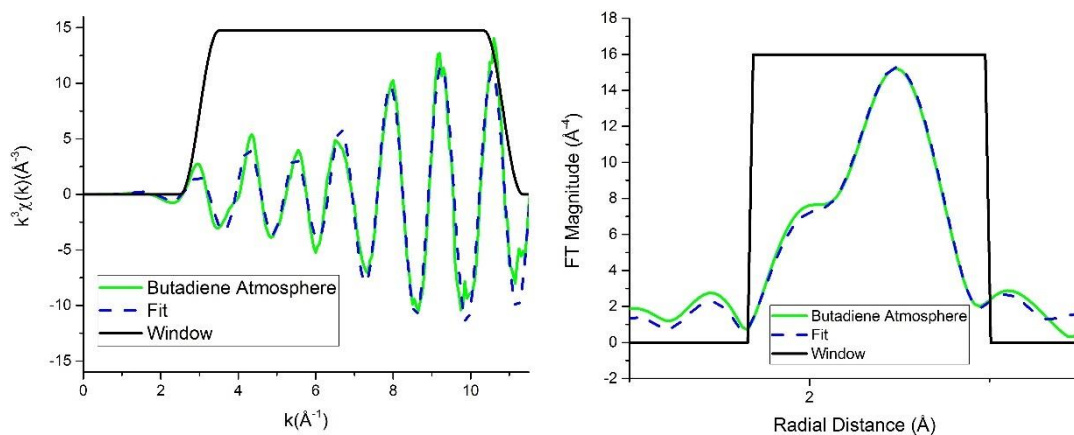 15
10
5
0
-5
-10
-15
k³χ(k)(Å⁻³)
Butadiene Atmosphere
Fit
Window
0 2 4 6 8 10
k(Å⁻¹)
18
16
14
12
10
8
6
4
2
0
-2
FT Magnitude (Å⁻⁴)
Butadiene Atmosphere
Fit
Window
2
Radial Distance (Å)